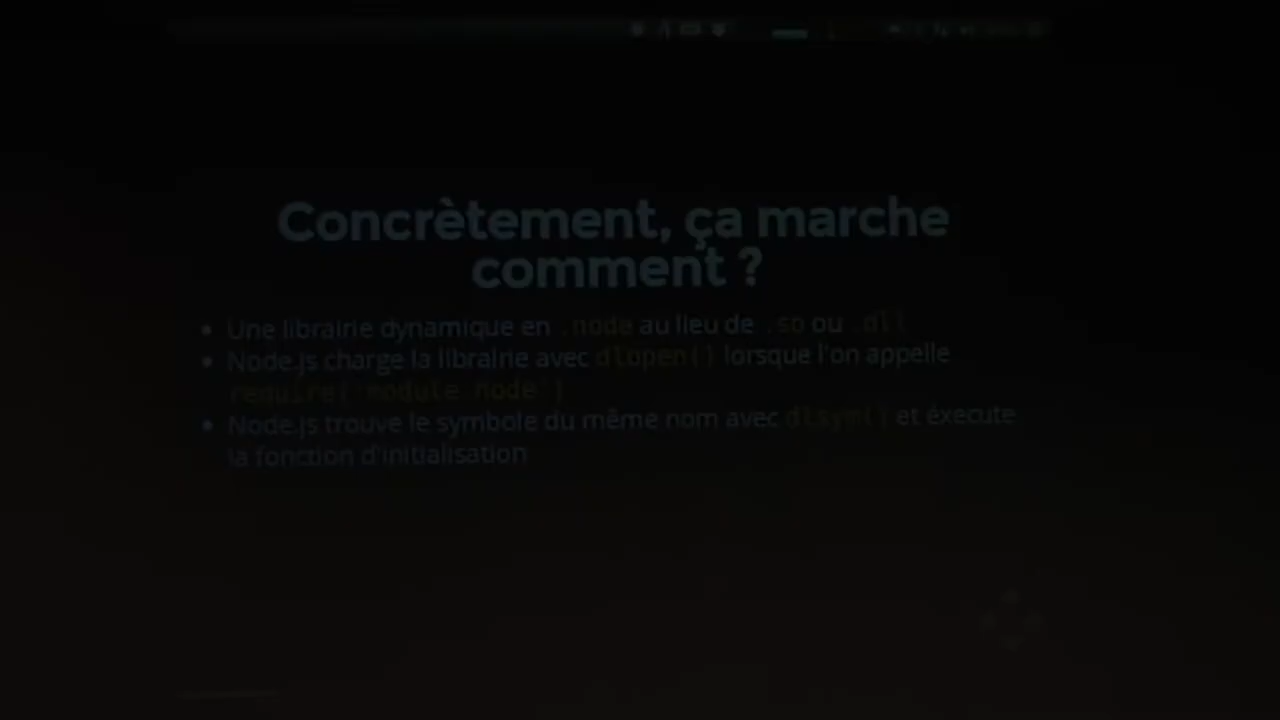 Concrètement, ça marche
comment ?
Une librairie dynamique en .node au lieu de .so ou .dll
Node.js charge la librairie avec dlopen() lorsque l'on appelle
require('module.node')
Node.js trouve le symbole du même nom avec dlsym() et éxecute
la fonction d'initialisation